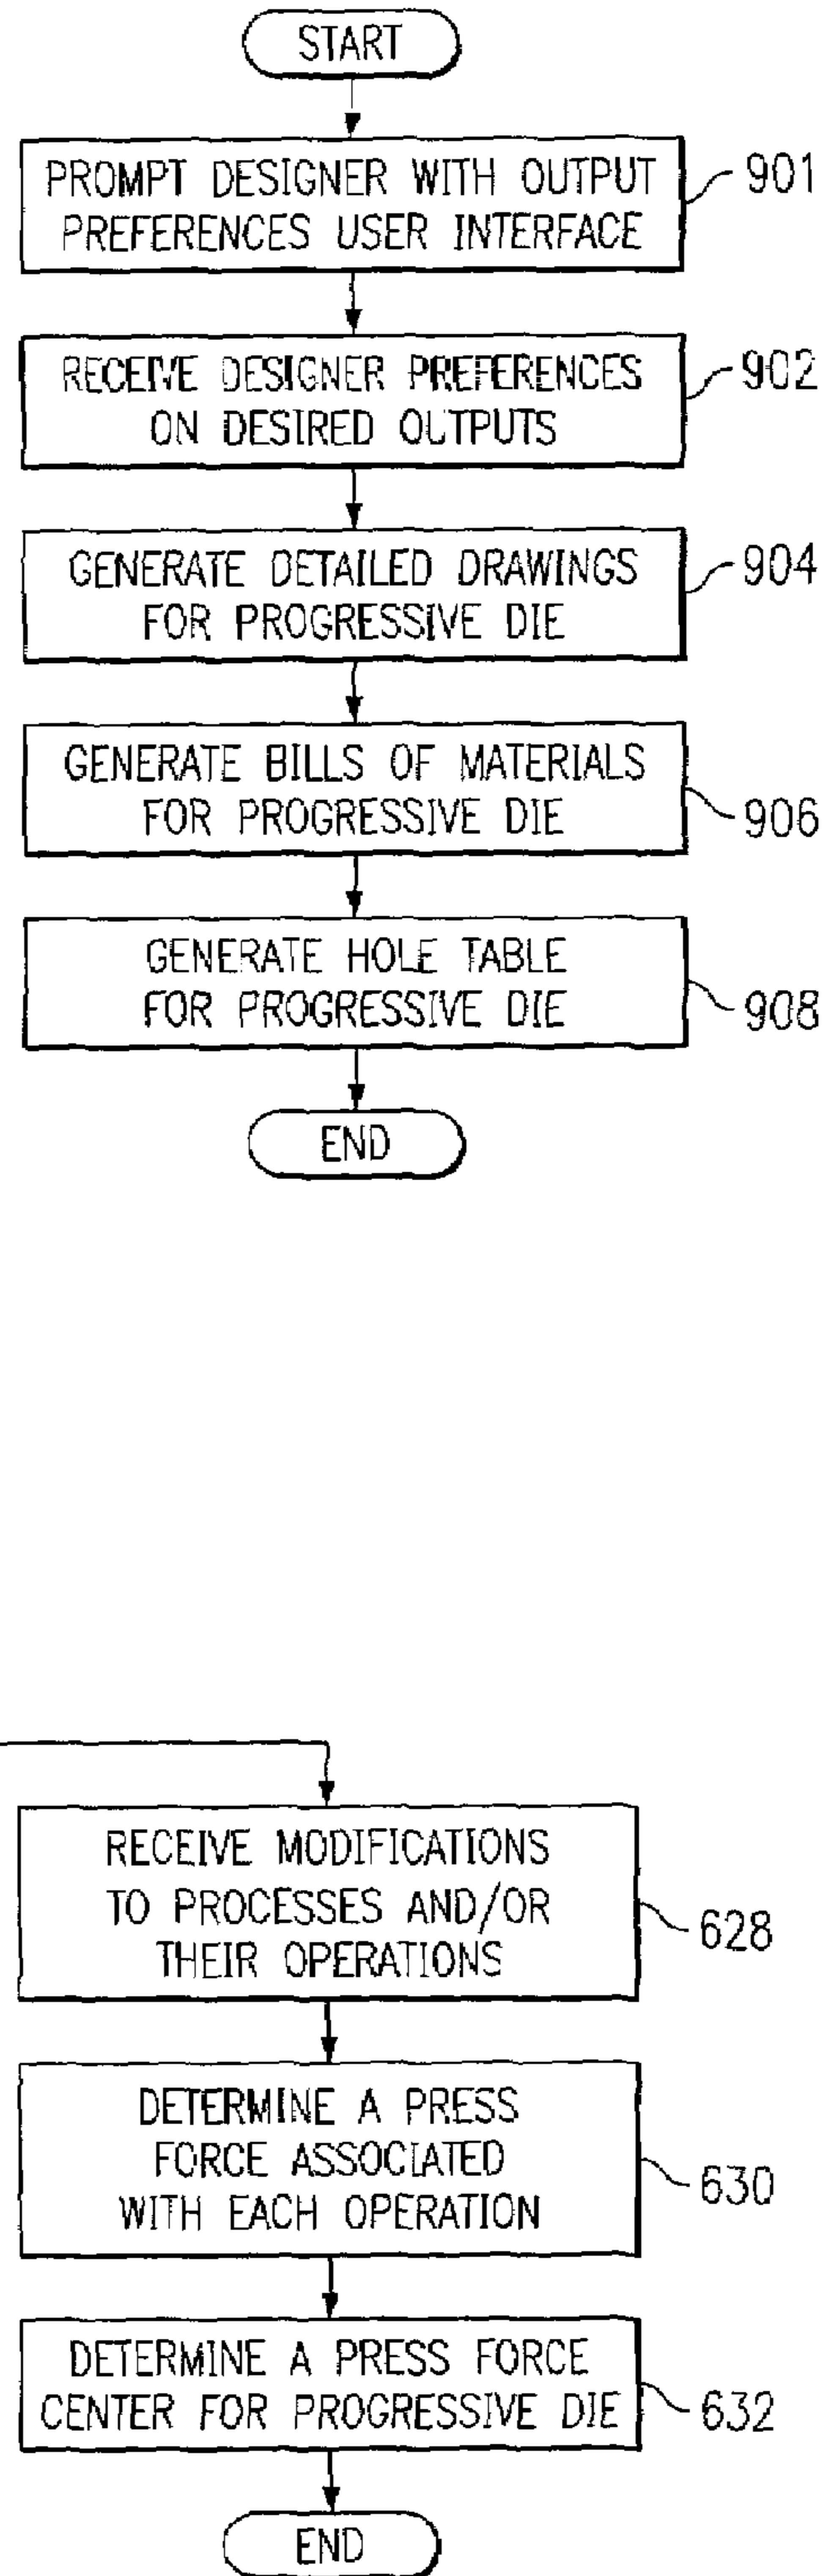 START
PROMPT DESIGNER WITH OUTPUT
PREFERENCES USER INTERFACE
901
RECEIVE DESIGNER PREFERENCES
ON DESIRED OUTPUTS
902
GENERATE DETAILED DRAWINGS
FOR PROGRESSIVE DIE
904
GENERATE BILLS OF MATERIALS
FOR PROGRESSIVE DIE
906
GENERATE HOLE TABLE
FOR PROGRESSIVE DIE
908
END
RECEIVE MODIFICATIONS
TO PROCESSES AND/OR
THEIR OPERATIONS
628
DETERMINE A PRESS
FORCE ASSOCIATED
WITH EACH OPERATION
630
DETERMINE A PRESS FORCE
CENTER FOR PROGRESSIVE DIE
632
END